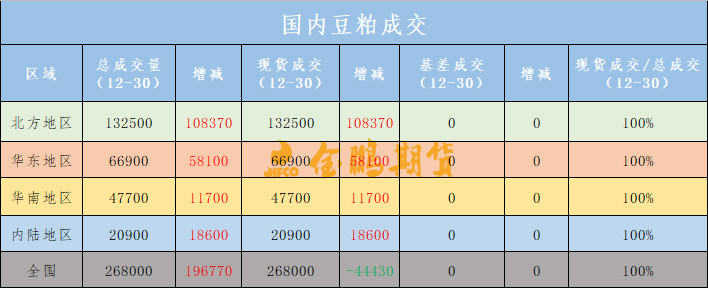 国内豆粕成交
区域 总成交量（12-30） 增减 现货成交（12-30） 增减 基差成交（12-30） 增减 现货成交/总成交（12-30）
北方地区 132500 108370 132500 108370 0 0 100%
华东地区 66900 58100 66900 58100 0 0 100%
华南地区 47700 11700 47700 11700 0 0 100%
内陆地区 20900 18600 20900 18600 0 0 100%
全国 268000 196770 268000 -44430 0 0 100%
JIFCO 金鹏期货